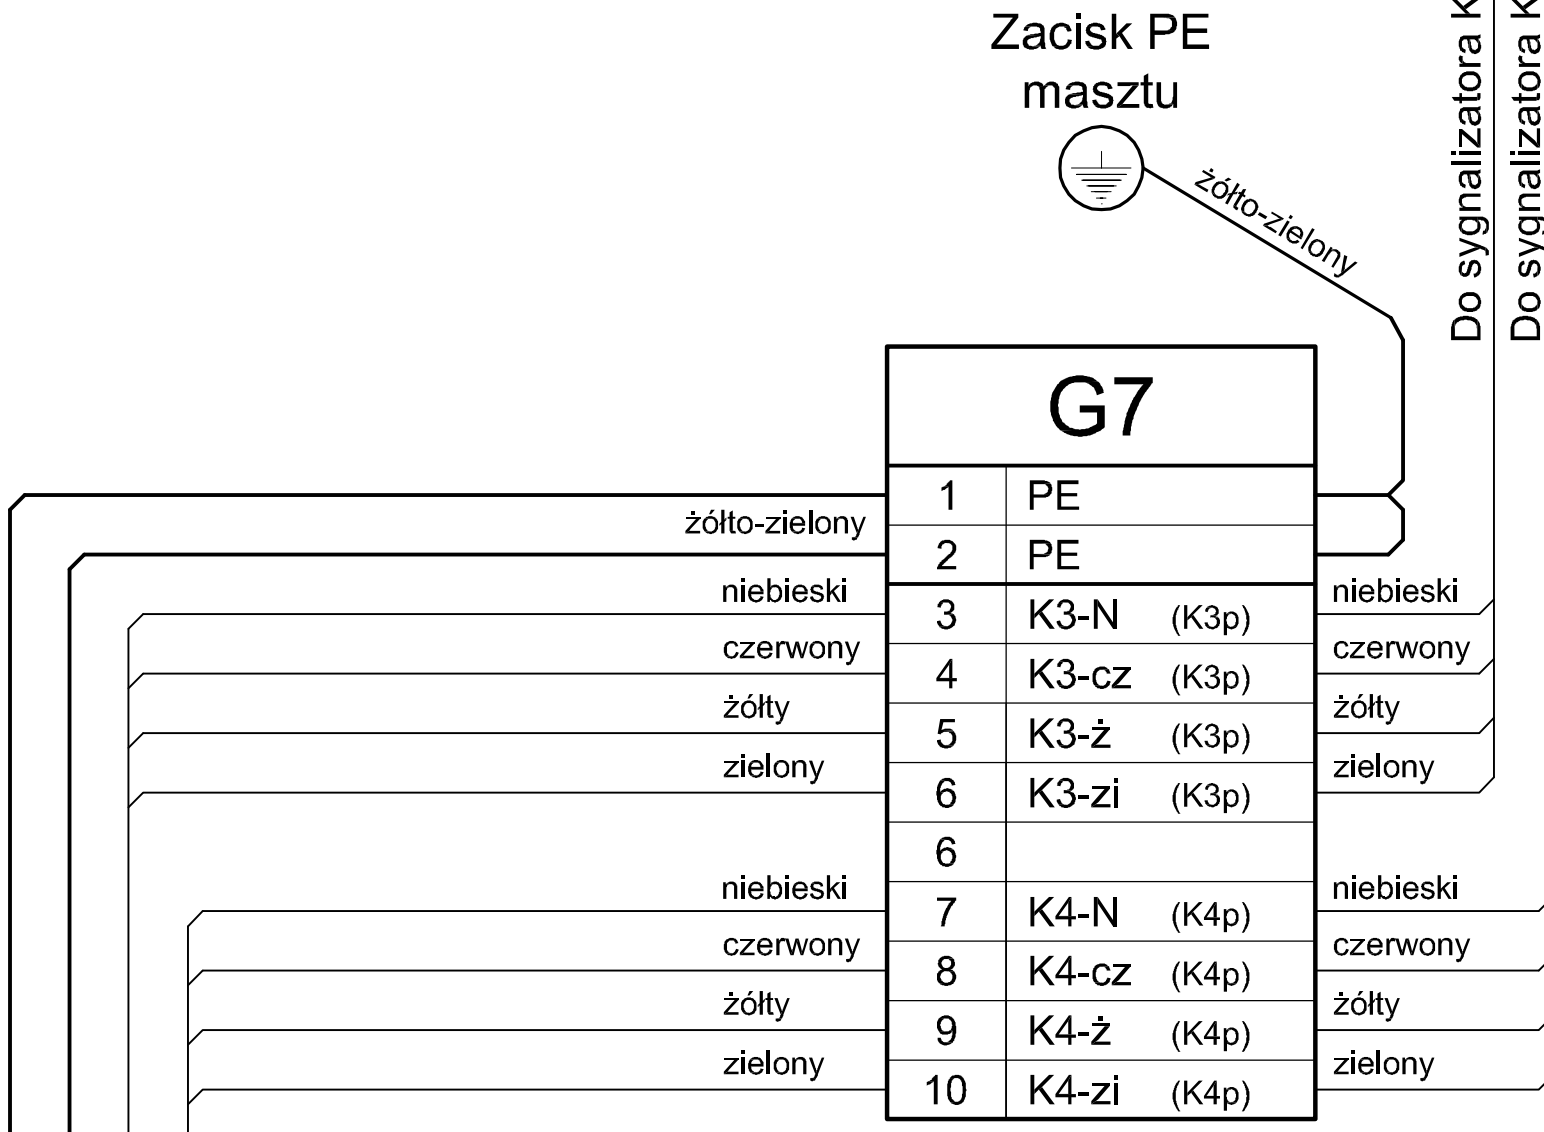 Zacisk PE
masztu
żółto-zielony
Do sygnalizatora K
Do sygnalizatora K
G7
1 PE
żółto-zielony
2 PE
niebieski 3 K3-N (K3p) niebieski
czerwony 4 K3-cz (K3p) czerwony
żółty 5 K3-ż (K3p) żółty
zielony 6 K3-zi (K3p) zielony
6
niebieski 7 K4-N (K4p) niebieski
czerwony 8 K4-cz (K4p) czerwony
żółty 9 K4-ż (K4p) żółty
zielony 10 K4-zi (K4p) zielony